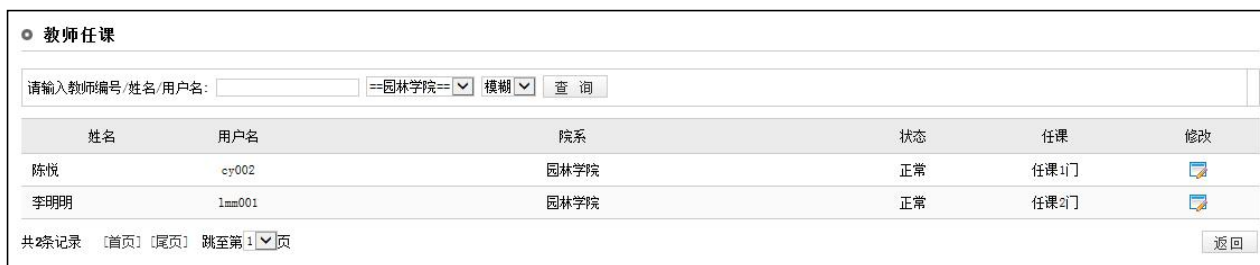 教师任课
请输入教师编号/姓名/用户名: ==园林学院== 模糊 查 询
姓名 用户名 院系 状态 任课 修改
陈悦 cy002 园林学院 正常 任课1门
李明明 lmm001 园林学院 正常 任课2门
共2条记录 [首页] [尾页] 跳至第1页 返回